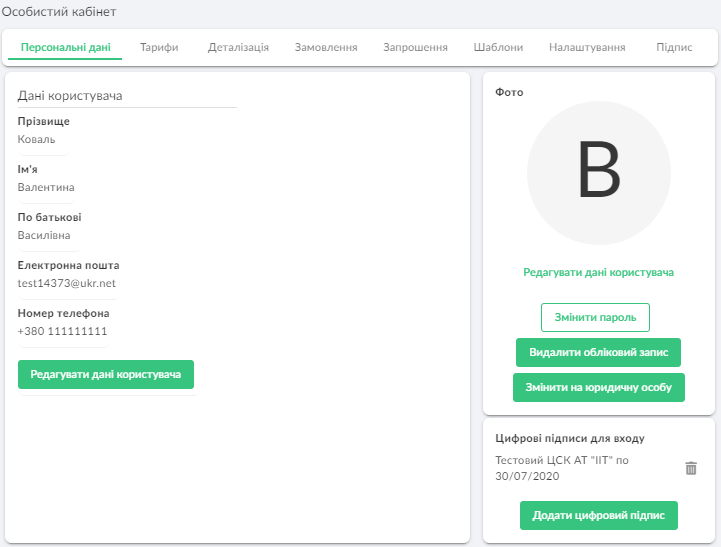 Особистий кабінет
Персональні дані Тарифи Деталізація Замовлення Запрошення Шаблони Налаштування Підпис
Дані користувача
Прізвище
Коваль
Ім'я
Валентина
По батькові
Василівна
Електронна пошта
test14373@ukr.net
Номер телефона
+380 111111111
Редагувати дані користувача
Фото
В
Редагувати дані користувача
Змінити пароль
Видалити обліковий запис
Змінити на юридичну особу
Цифрові підписи для входу
Тестовий ЦСК АТ "ІІТ" по
30/07/2020
Додати цифровий підпис